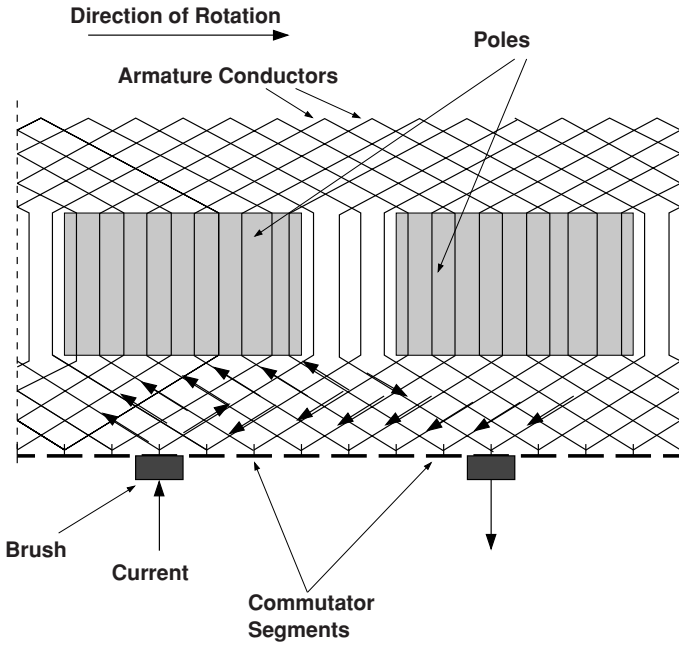 Direction of Rotation
Poles
Armature Conductors
Brush
Current
Commutator
Segments